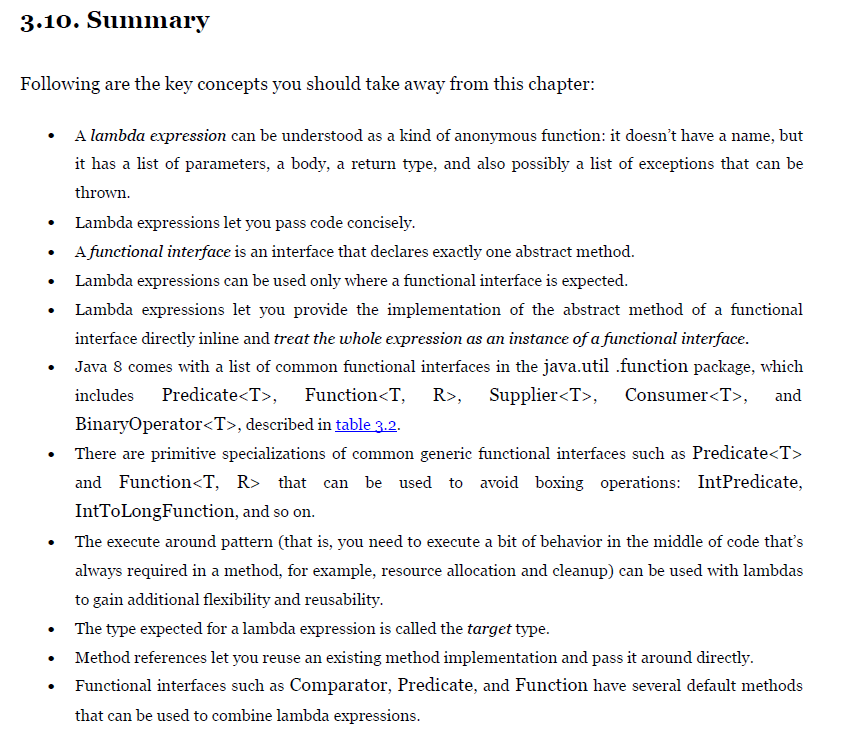 3.10. Summary
Following are the key concepts you should take away from this chapter:
• A lambda expression can be understood as a kind of anonymous function: it doesn't have a name, but
it has a list of parameters, a body, a return type, and also possibly a list of exceptions that can be
thrown.
• Lambda expressions let you pass code concisely.
• A functional interface is an interface that declares exactly one abstract method.
• Lambda expressions can be used only where a functional interface is expected.
• Lambda expressions let you provide the implementation of the abstract method of a functional
interface directly inline and treat the whole expression as an instance of a functional interface.
• Java 8 comes with a list of common functional interfaces in the java.util .function package, which
includes Predicate<T>, Function<T, R>, Supplier<T>, Consumer<T>, and
BinaryOperator<T>, described in table 3.2.
• There are primitive specializations of common generic functional interfaces such as Predicate<T>
and Function<T, R> that can be used to avoid boxing operations: IntPredicate,
IntToLongFunction, and so on.
• The execute around pattern (that is, you need to execute a bit of behavior in the middle of code that's
always required in a method, for example, resource allocation and cleanup) can be used with lambdas
to gain additional flexibility and reusability.
• The type expected for a lambda expression is called the target type.
• Method references let you reuse an existing method implementation and pass it around directly.
• Functional interfaces such as Comparator, Predicate, and Function have several default methods
that can be used to combine lambda expressions.